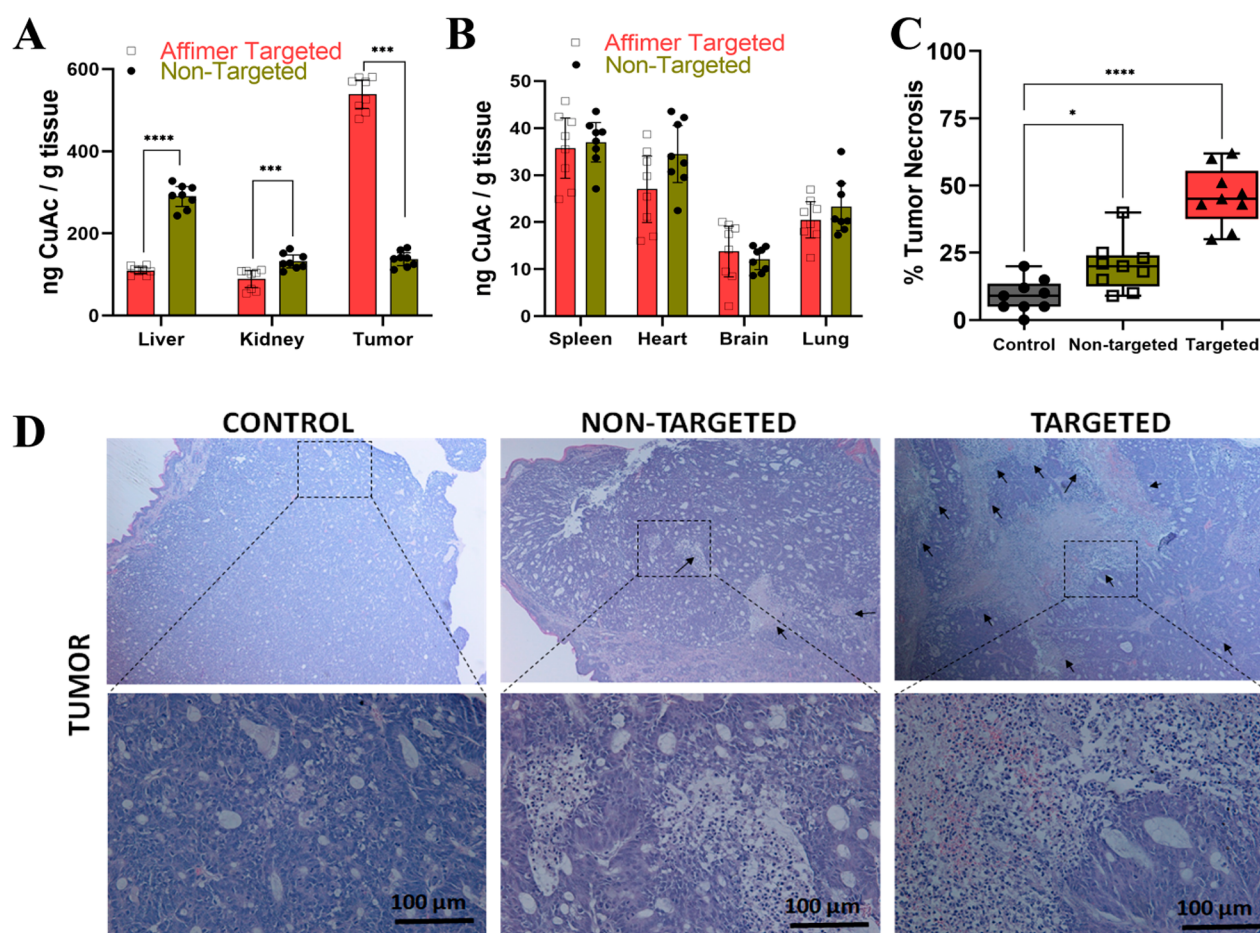 A
Affimer Targeted
Non-Targeted
ng CuAc / g tissue
600
400
200
0
****
***
***
Liver Kidney Tumor
B
Affimer Targeted
Non-Targeted
ng CuAc / g tissue
50
40
30
20
10
0
Spleen Heart Brain Lung
C
% Tumor Necrosis
100
75
50
25
0
****
*
Control Non-targeted Targeted
D
CONTROL NON-TARGETED TARGETED
TUMOR
100 µm
100 µm
100 µm